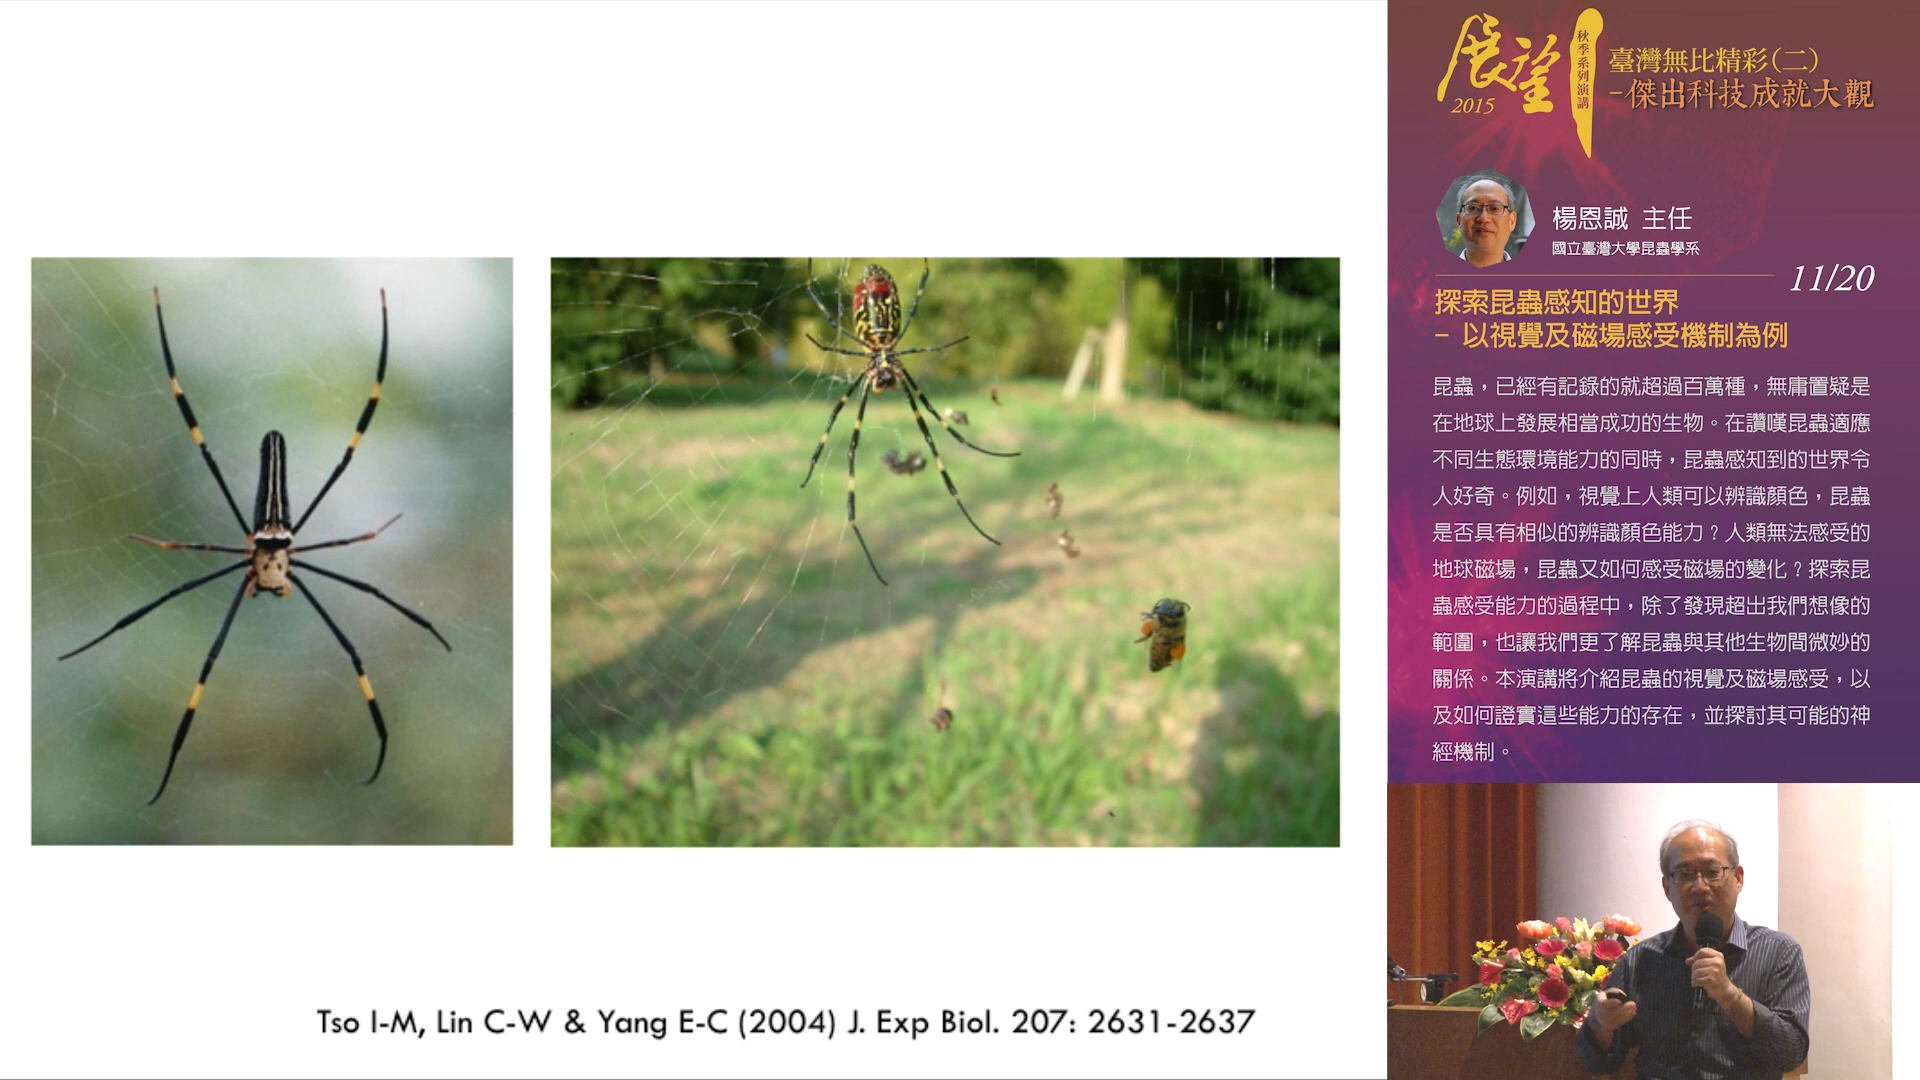 Tso I-M, Lin C-W & Yang E-C (2004) J. Exp Biol. 207: 2631-2637
展望
2015
秋季系列演講
臺灣無比精彩(二)
-傑出科技成就大觀
楊恩誠 主任
國立臺灣大學昆蟲學系
11/20
探索昆蟲感知的世界
- 以視覺及磁場感受機制為例
昆蟲，已經有記錄的就超過百萬種，無庸置疑是
在地球上發展相當成功的生物。在讚嘆昆蟲適應
不同生態環境能力的同時，昆蟲感知到的世界令
人好奇。例如，視覺上人類可以辨識顏色，昆蟲
是否具有相似的辨識顏色能力？人類無法感受的
地球磁場，昆蟲又如何感受磁場的變化？探索昆
蟲感受能力的過程中，除了發現超出我們想像的
範圍，也讓我們更了解昆蟲與其他生物間微妙的
關係。本演講將介紹昆蟲的視覺及磁場感受，以
及如何證實這些能力的存在，並探討其可能的神
經機制。